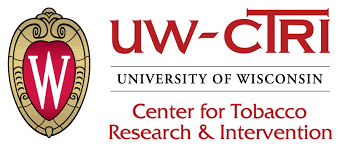 W
UW-CTRI
UNIVERSITY OF WISCONSIN
Center for Tobacco
Research & Intervention